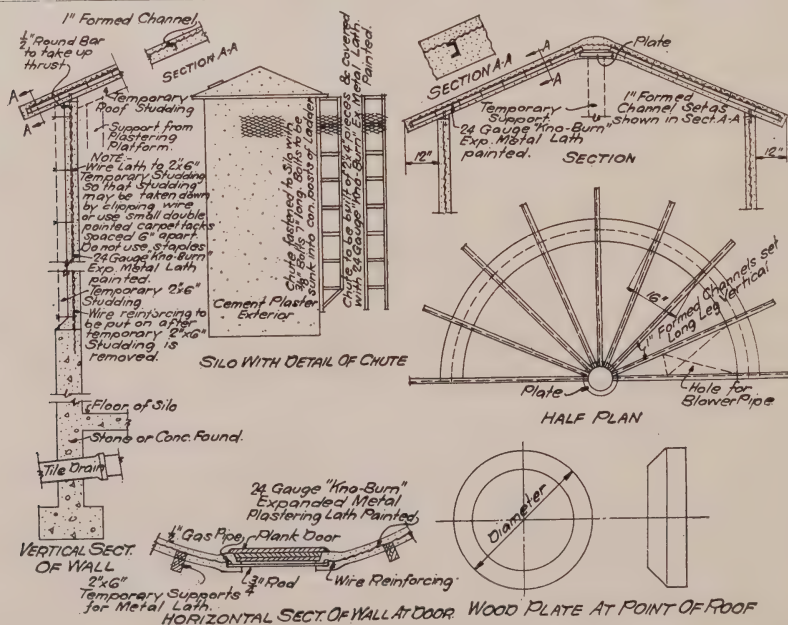 1" Formed Channel
SECTION A-A
1/2" Round Bar
to take up
thrust
A
A
Temporary
Roof Studding
Support from
Plastering
Platform.
NOTE:-
Wire Lath to 2"x6"
Temporary Studding
so that studding
may be taken down
by clipping wire
or use small double
pointed carpet tacks
spaced 6" apart.
Do not use staples
24 Gauge "Kno-Burn"
Exp. Metal Lath
painted.
Temporary 2"x6"
Studding
Wire reinforcing to
be put on after
temporary 2"x6"
Studding is
removed.
Floor of Silo
Stone or Conc. Found.
Tile Drain
VERTICAL SECT.
OF WALL
Cement Plaster
Exterior
Chute fastened to Silo with
Bolts 7" long. Bolts to be
sunk into con. posts of Ladder
Chute to be built of 2"x4" pieces & covered
with 24 Gauge "Kno-Burn" Ex. Metal Lath.
Painted.
SILO WITH DETAIL OF CHUTE
SECTION A-A
A
A
Plate
Temporary
Support
24 Gauge "Kno-Burn"
Exp. Metal Lath
painted.
1" Formed
Channel set as
shown in Sect. A-A
12"
12"
SECTION
16"
1" Formed Channels set
Long Leg Vertical
Plate
Hole for
Blower Pipe
HALF PLAN
24 Gauge "Kno-Burn"
Expanded Metal
Plastering Lath Painted
1/2" Gas Pipe
Plank Door
3/4" Rod
Wire Reinforcing
2"x6"
Temporary Supports
for Metal Lath.
HORIZONTAL SECT. OF WALL AT DOOR
Diameter
WOOD PLATE AT POINT OF ROOF